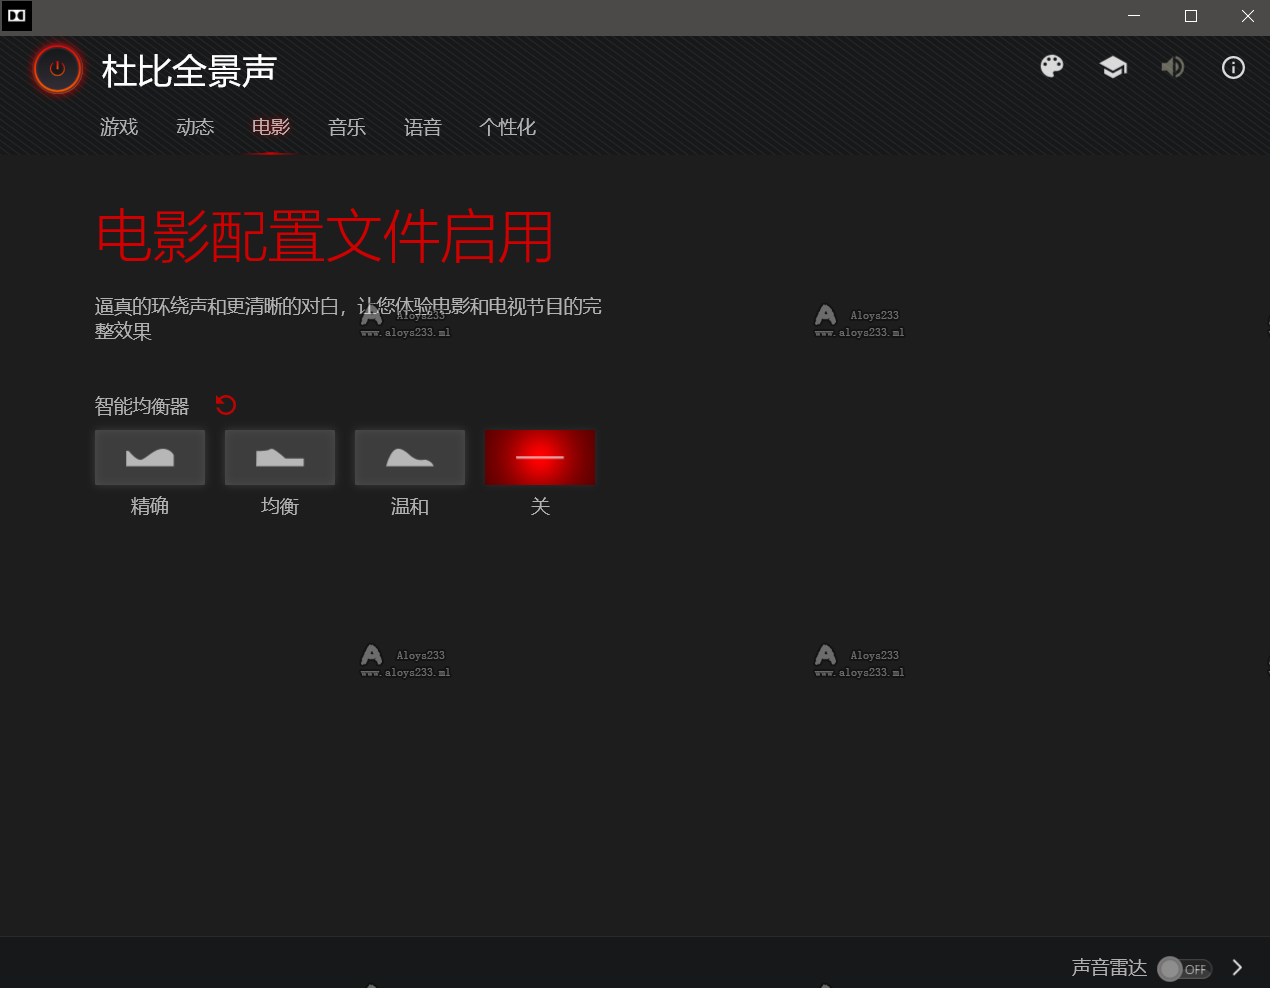 杜比全景声
游戏 动态 电影 音乐 语音 个性化
电影配置文件启用
逼真的环绕声和更清晰的对白，让您体验电影和电视节目的完
整效果
Aloys233
www.aloys233.ml
Aloys233
www.aloys233.ml
智能均衡器
精确 均衡 温和 关
Aloys233
www.aloys233.ml
Aloys233
www.aloys233.ml
声音雷达 OFF